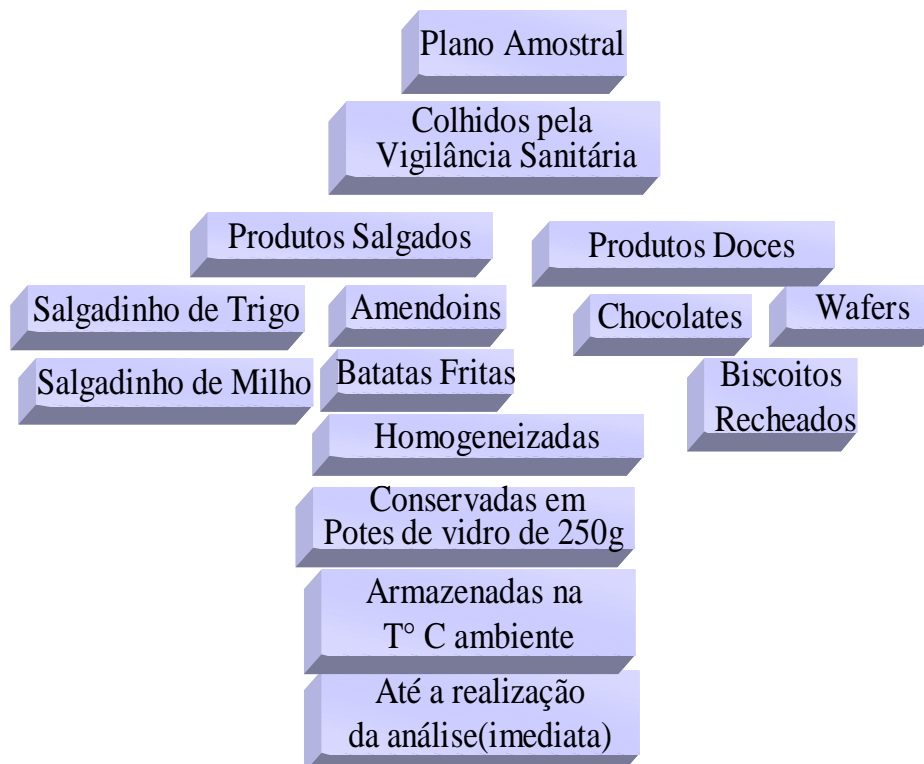 Plano Amostral
Colhidos pela
Vigilância Sanitária
Produtos Salgados
Produtos Doces
Salgadinho de Trigo
Amendoins
Chocolates
Wafers
Salgadinho de Milho
Batatas Fritas
Biscoitos
Recheados
Homogeneizadas
Conservadas em
Potes de vidro de 250g
Armazenadas na
T° C ambiente
Até a realização
da análise(imediata)